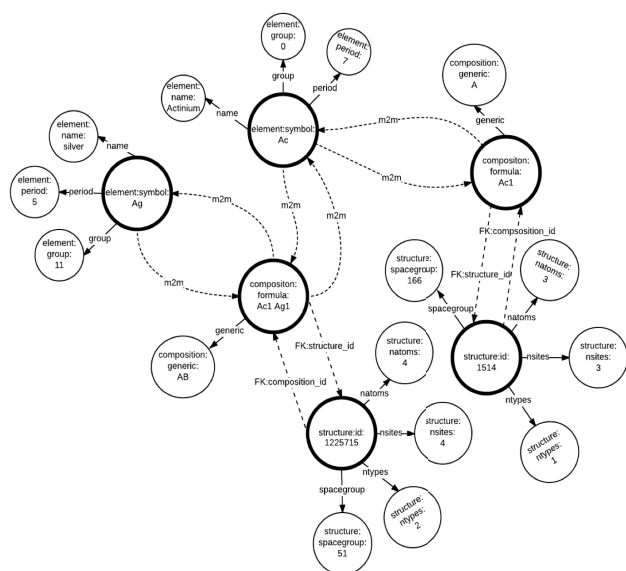 element:
group:
0
element:
period:
7
group
period
element:
name:
Actinium
name
element:symbol:
Ac
composition:
generic:
A
generic
m2m
compositon:
formula:
Ac1
m2m
element:
name:
silver
name
element:
period:
5
period
element:symbol:
Ag
group
element:
group:
11
m2m
m2m
m2m
m2m
compositon:
formula:
Ac1 Ag1
generic
composition:
generic:
AB
FK:structure_id
FK:composition_id
FK:compsosition_id
FK:structure_id
structure:
spacegroup:
166
spacegroup
structure:
natoms:
3
natoms
structure:id:
1514
nsites
structure:
nsites:
3
ntypes
structure:
ntypes:
1
structure:
natoms:
4
natoms
structure:id:
1225715
nsites
structure:
nsites:
4
ntypes
structure:
ntypes:
2
spacegroup
structure:
spacegroup:
51